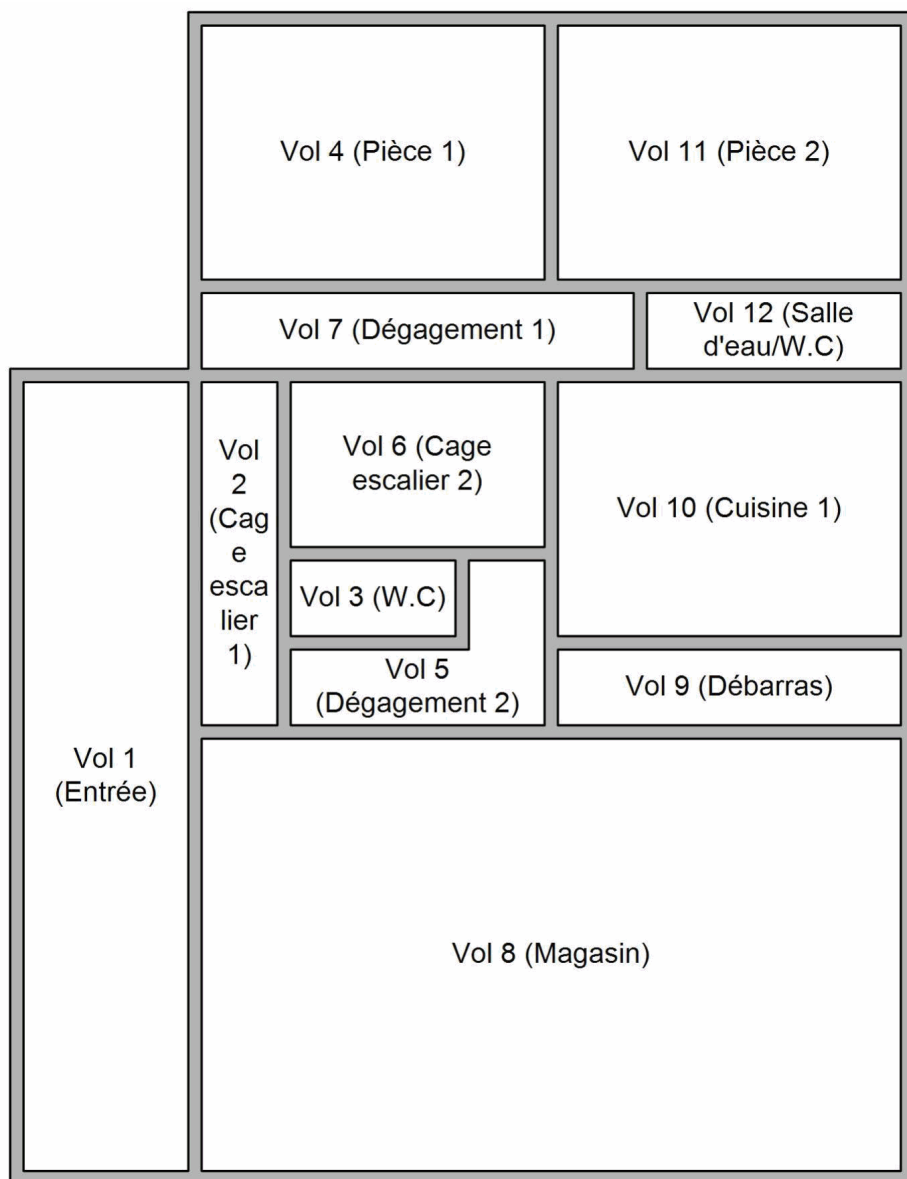 Vol 4 (Pièce 1)
Vol 11 (Pièce 2)
Vol 7 (Dégagement 1)
Vol 12 (Salle
d'eau/W.C)
Vol
2
(Cag
e
esca
lier
1)
Vol 6 (Cage
escalier 2)
Vol 10 (Cuisine 1)
Vol 3 (W.C)
Vol 5
(Dégagement 2)
Vol 9 (Débarras)
Vol 1
(Entrée)
Vol 8 (Magasin)